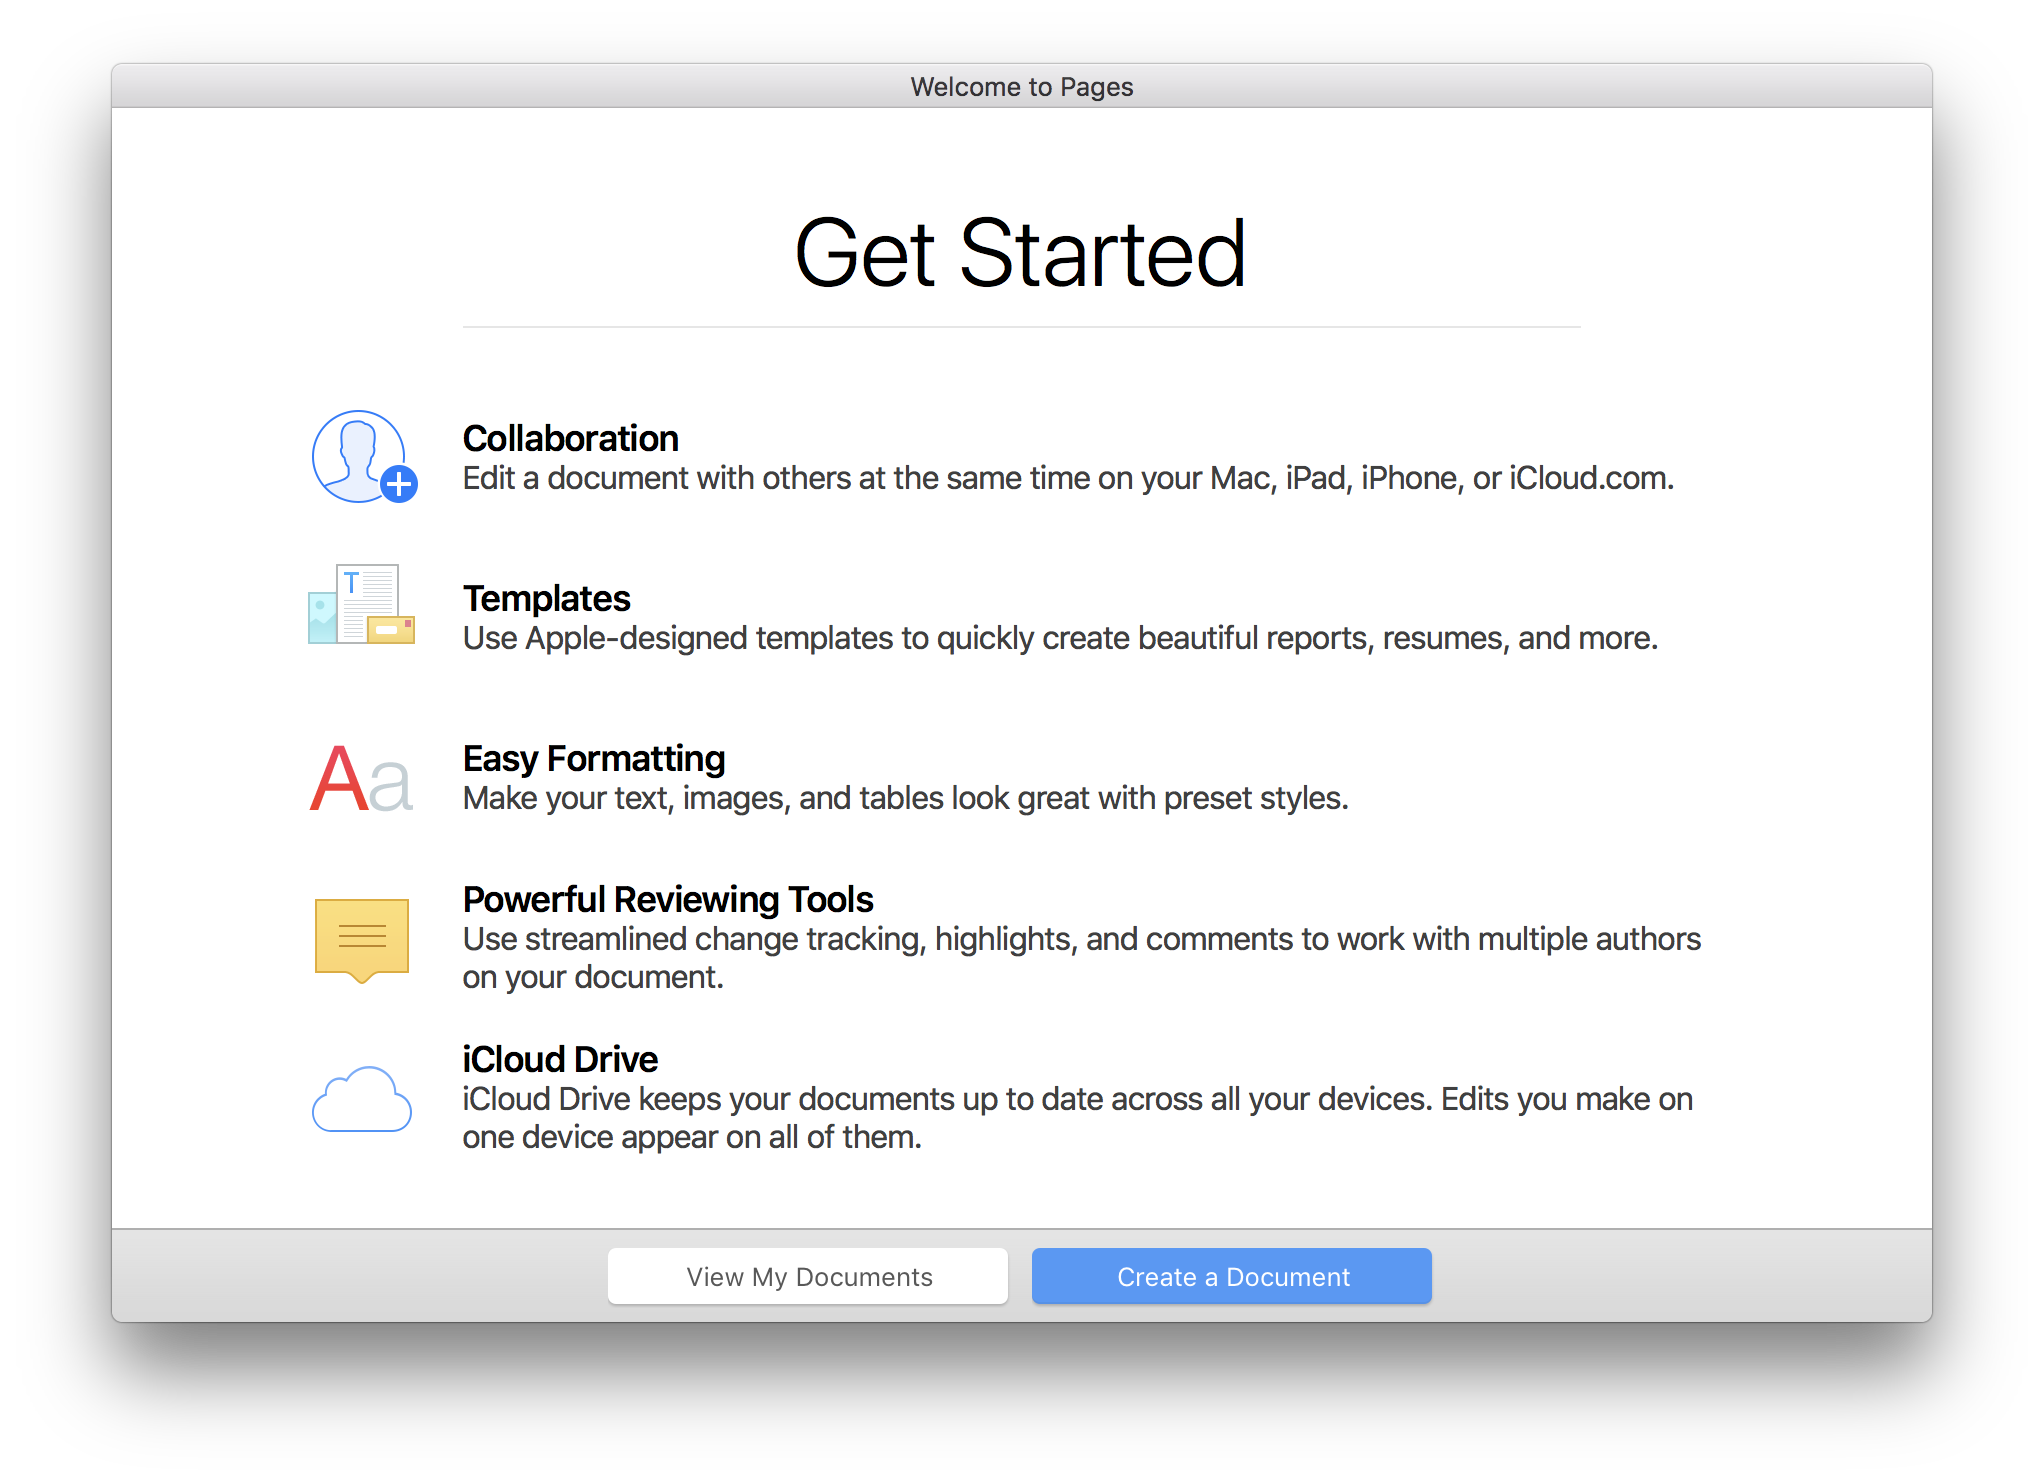 Welcome to Pages
Get Started
Collaboration
Edit a document with others at the same time on your Mac, iPad, iPhone, or iCloud.com.
T
Templates
Use Apple-designed templates to quickly create beautiful reports, resumes, and more.
Aa
Easy Formatting
Make your text, images, and tables look great with preset styles.
Powerful Reviewing Tools
Use streamlined change tracking, highlights, and comments to work with multiple authors
on your document.
iCloud Drive
iCloud Drive keeps your documents up to date across all your devices. Edits you make on
one device appear on all of them.
View My Documents
Create a Document